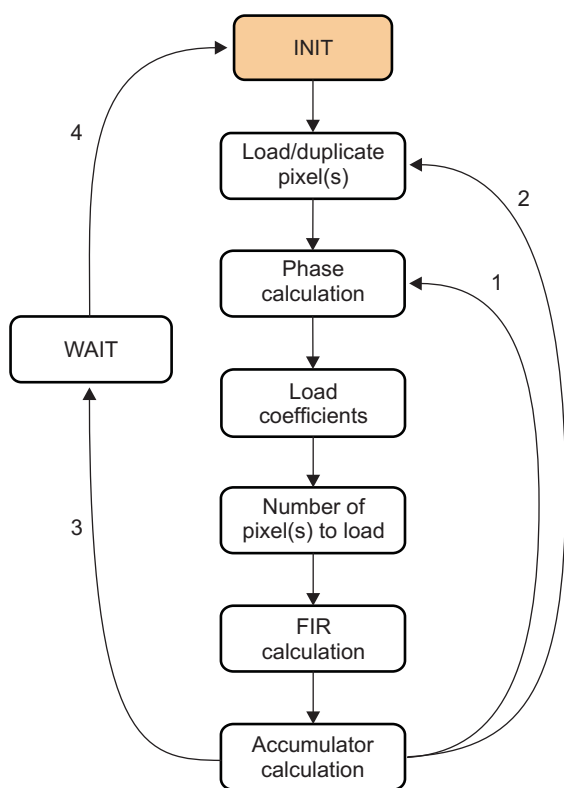 INIT
4
Load/duplicate
pixel(s)
2
Phase
calculation
1
WAIT
Load
coefficients
Number of
pixel(s) to load
3
FIR
calculation
Accumulator
calculation